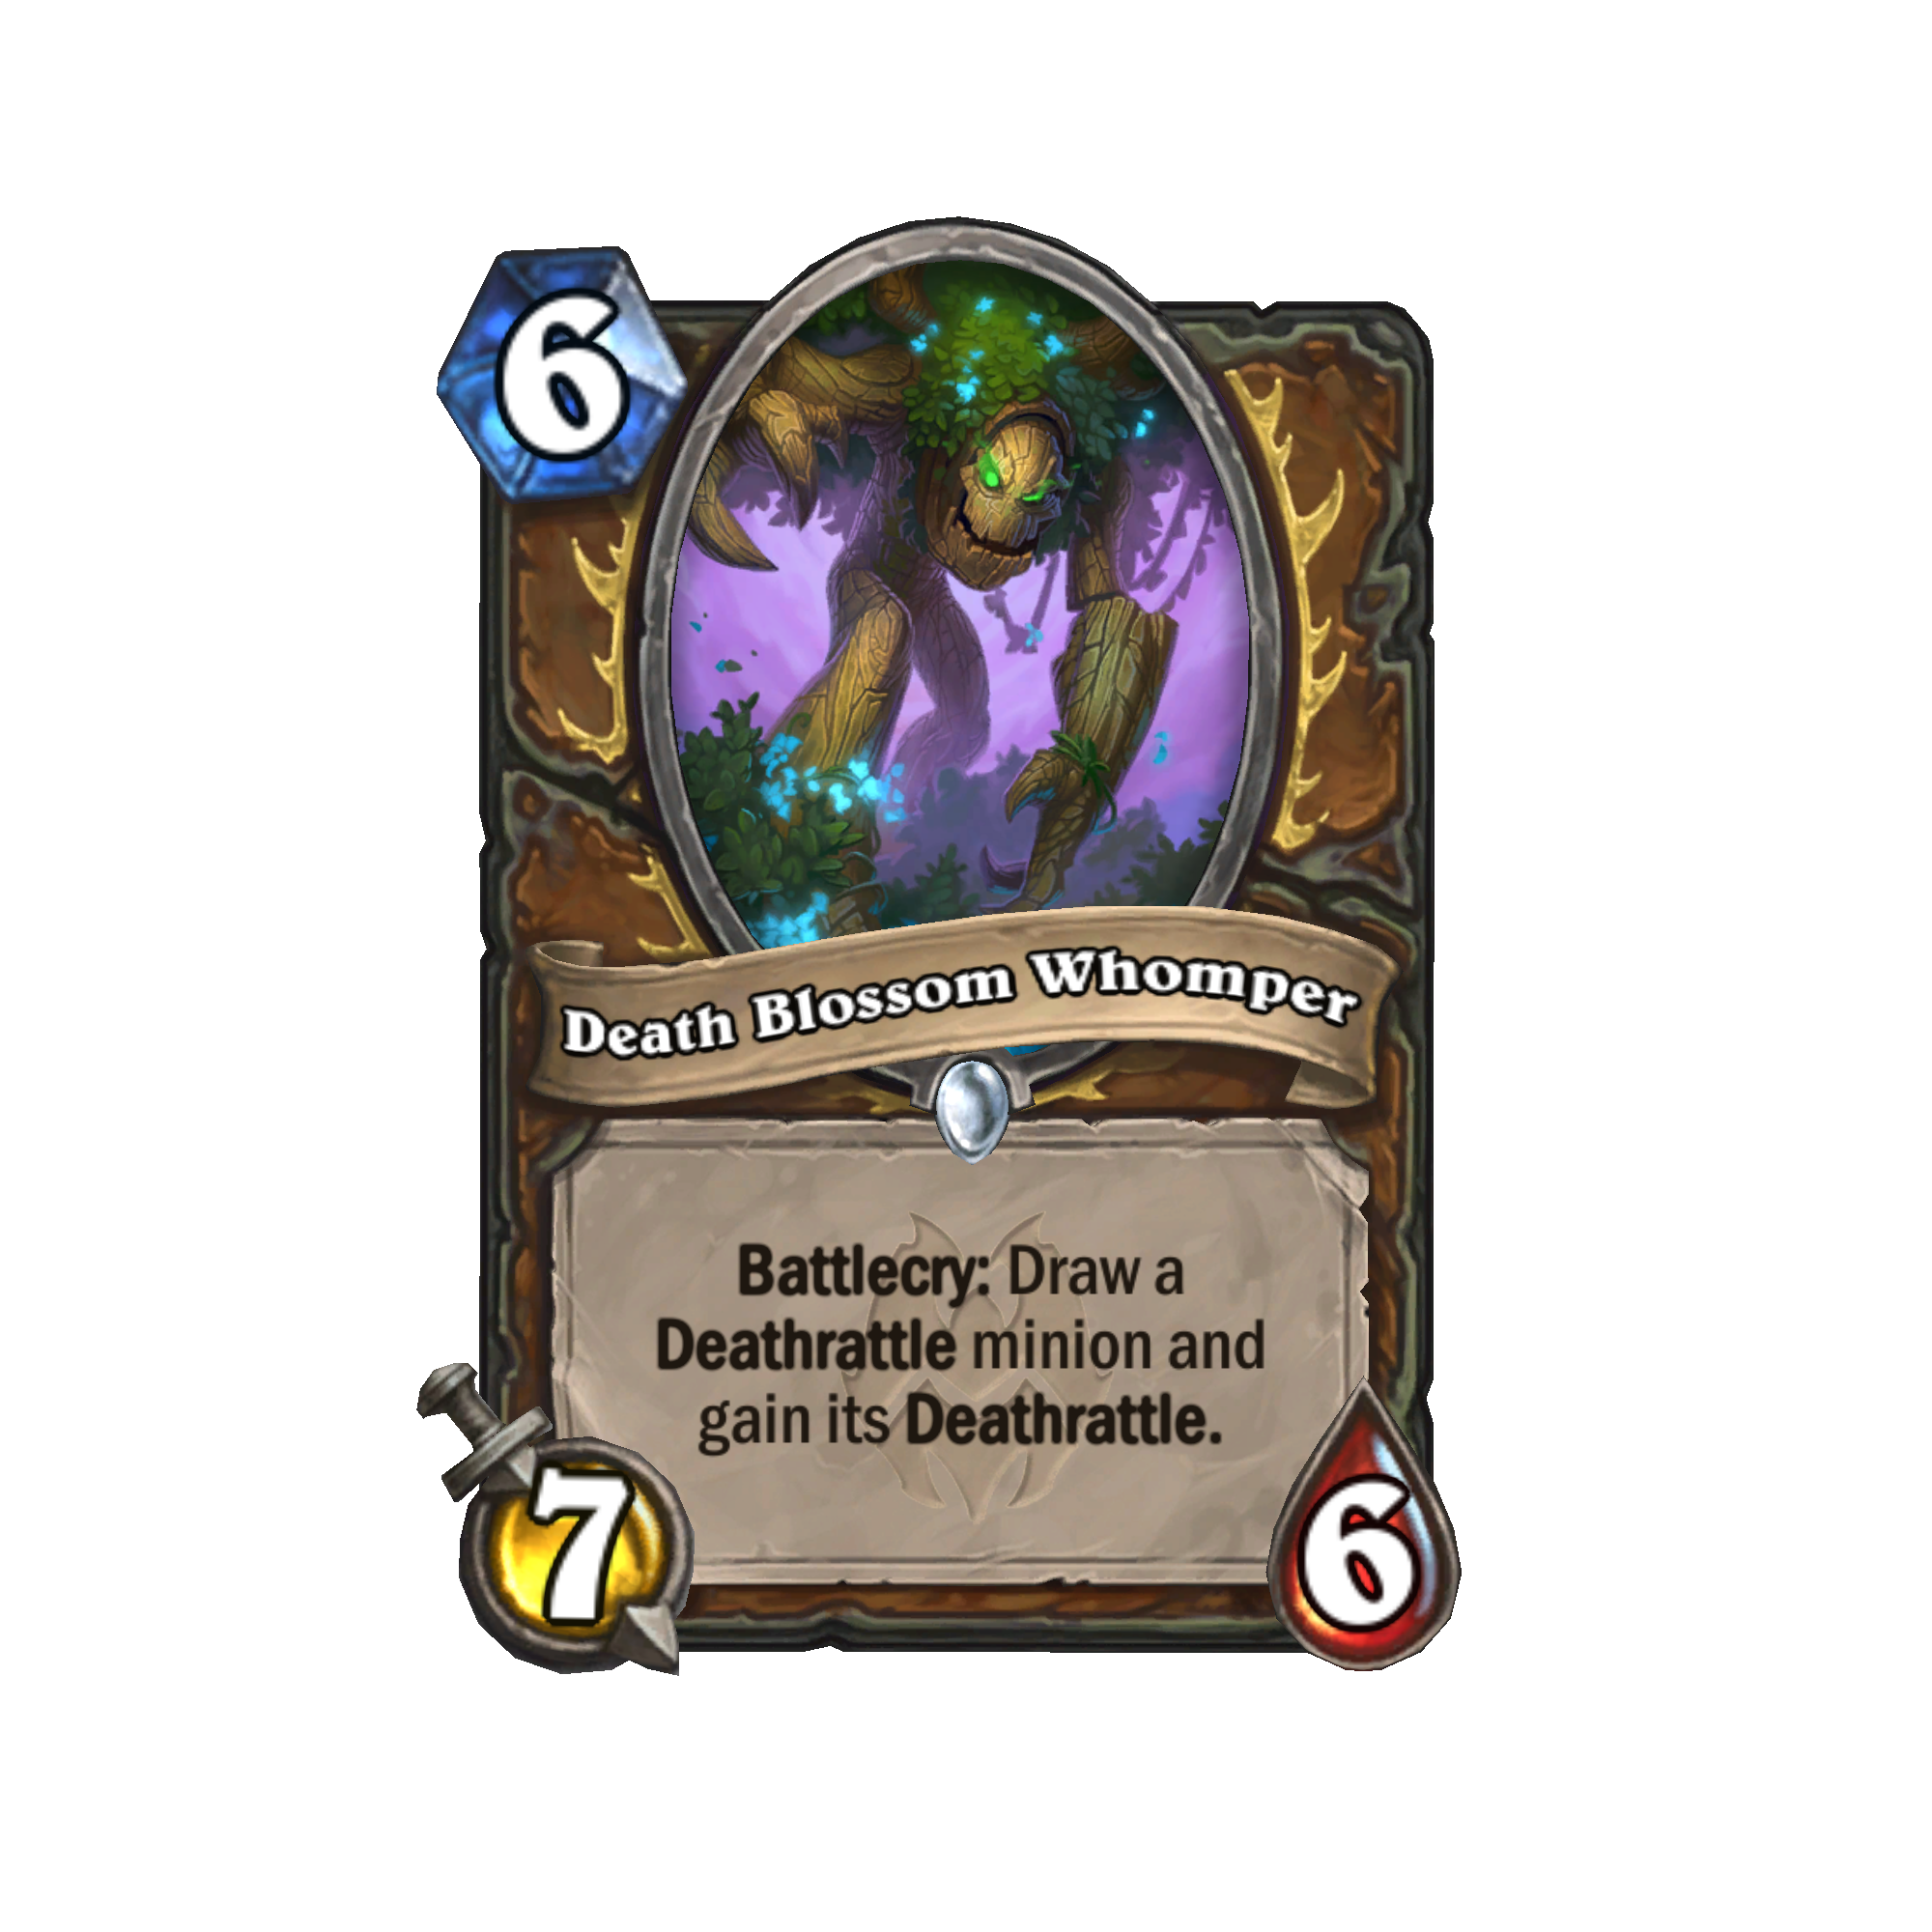 6
Death Blossom Whomper
Battlecry: Draw a
Deathrattle minion and
gain its Deathrattle.
7
6